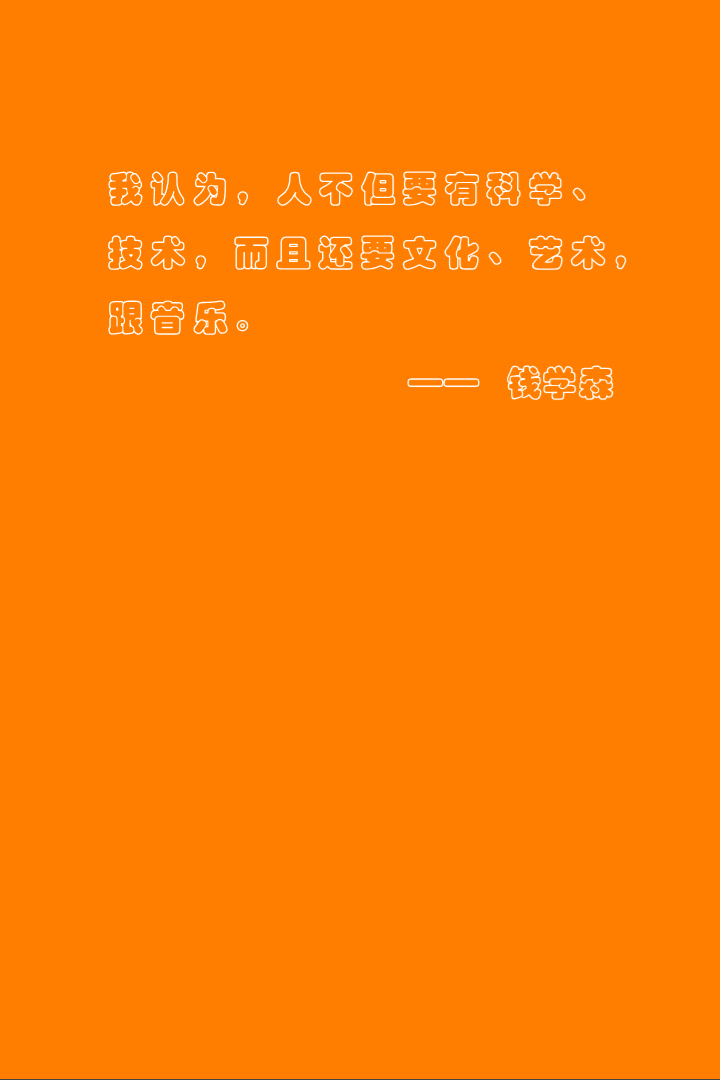 我认为，人不但要有科学、
技术，而且还要文化、艺术，
跟音乐。
—— 钱学森